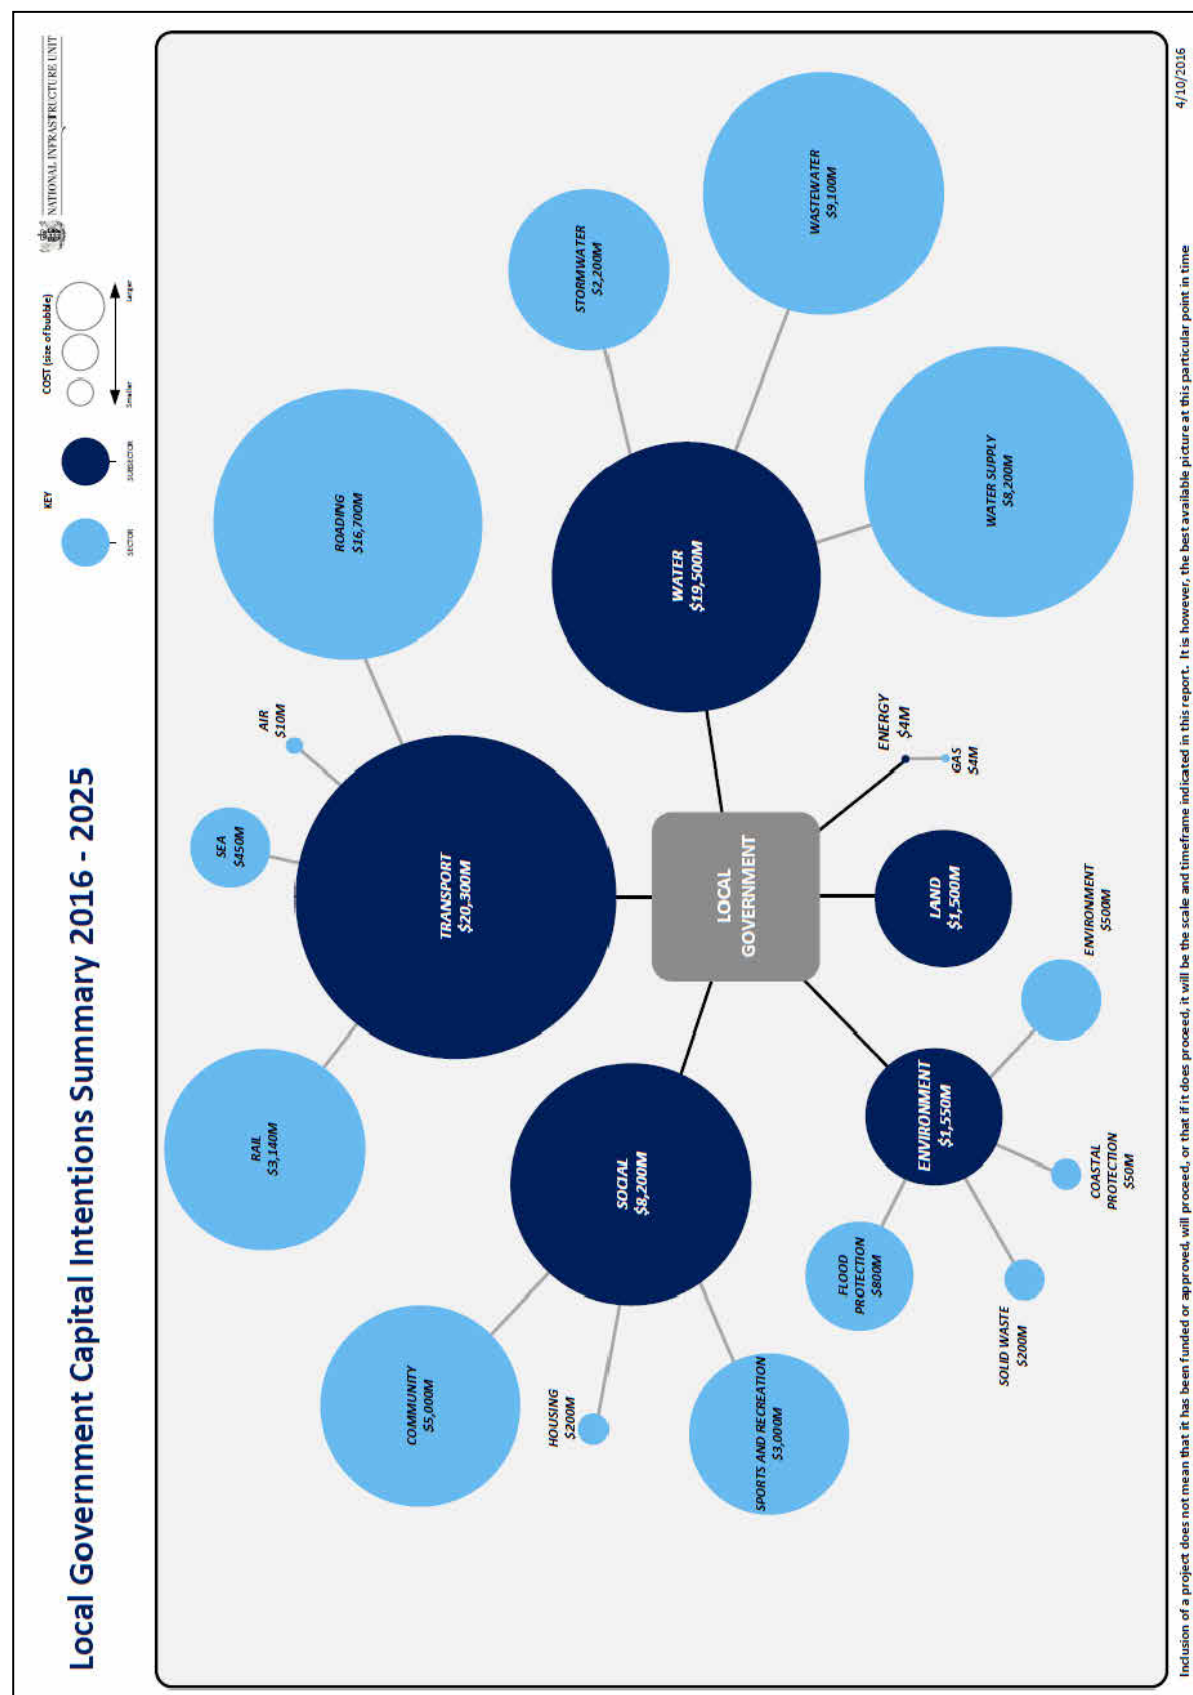 Local Government Capital Intentions Summary 2016 - 2025
KEY
SECTOR
SUBSECTOR
COST (size of bubble)
Smaller
Larger
NATIONAL INFRASTRUCTURE UNIT
RAIL
$3,140M
SEA
$450M
AIR
$10M
ROADING
$16,700M
TRANSPORT
$20,300M
COMMUNITY
$5,000M
HOUSING
$200M
SPORTS AND RECREATION
$3,000M
SOCIAL
$8,200M
LOCAL
GOVERNMENT
WATER
$19,500M
STORMWATER
$2,200M
WASTEWATER
$9,100M
WATER SUPPLY
$8,200M
ENERGY
$4M
GAS
$4M
LAND
$1,500M
ENVIRONMENT
$1,550M
FLOOD
PROTECTION
$800M
SOLID WASTE
$200M
COASTAL
PROTECTION
$50M
ENVIRONMENT
$500M
Inclusion of a project does not mean that it has been funded or approved, will proceed, or that if it does proceed, it will be the scale and timeframe indicated in this report. It is however, the best available picture at this particular point in time
4/10/2016